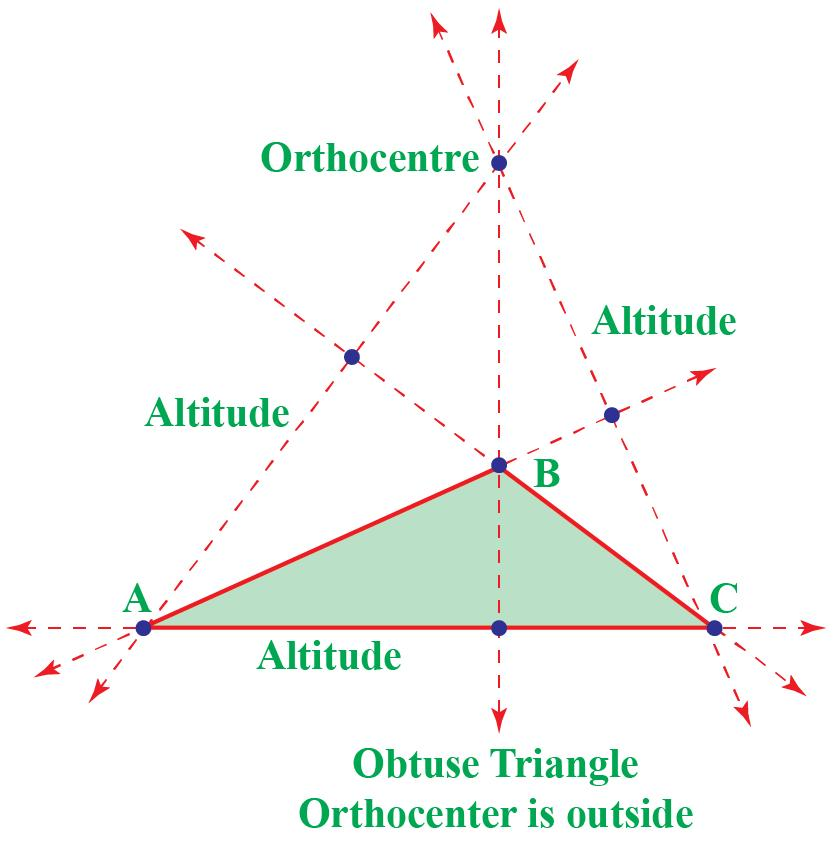 Orthocentre
Altitude
Altitude
B
A
C
Altitude
Obtuse Triangle
Orthocenter is outside